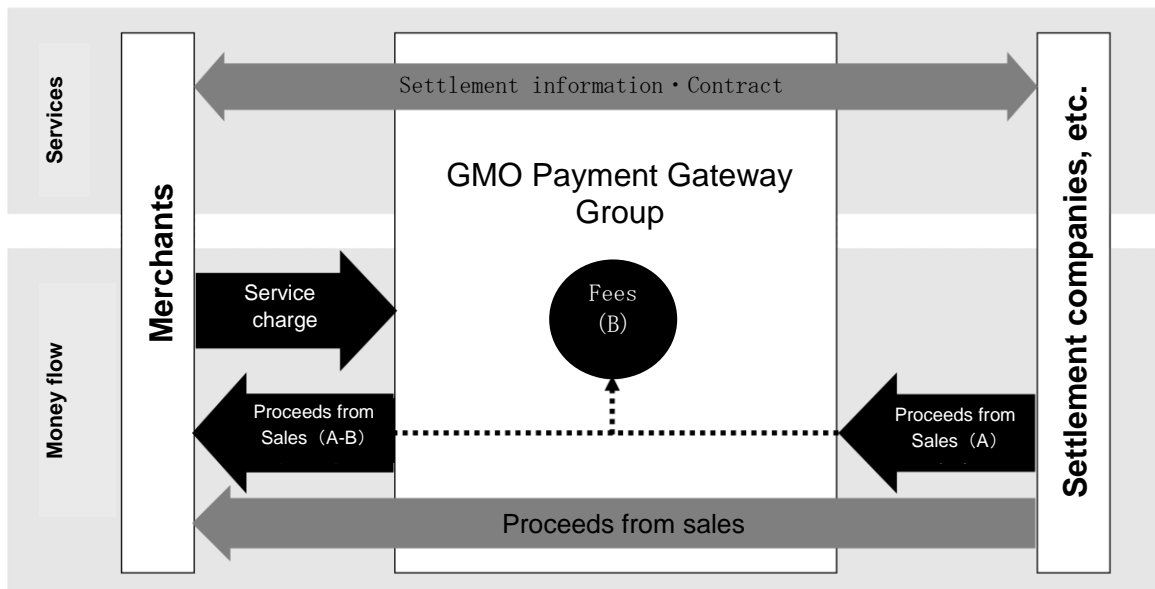 Services
Merchants
Settlement information・Contract
GMO Payment Gateway
Group
Settlement companies, etc.
Money flow
Service
charge
Fees
(B)
Proceeds from
Sales（A-B）
Proceeds from
Sales（A）
Proceeds from sales